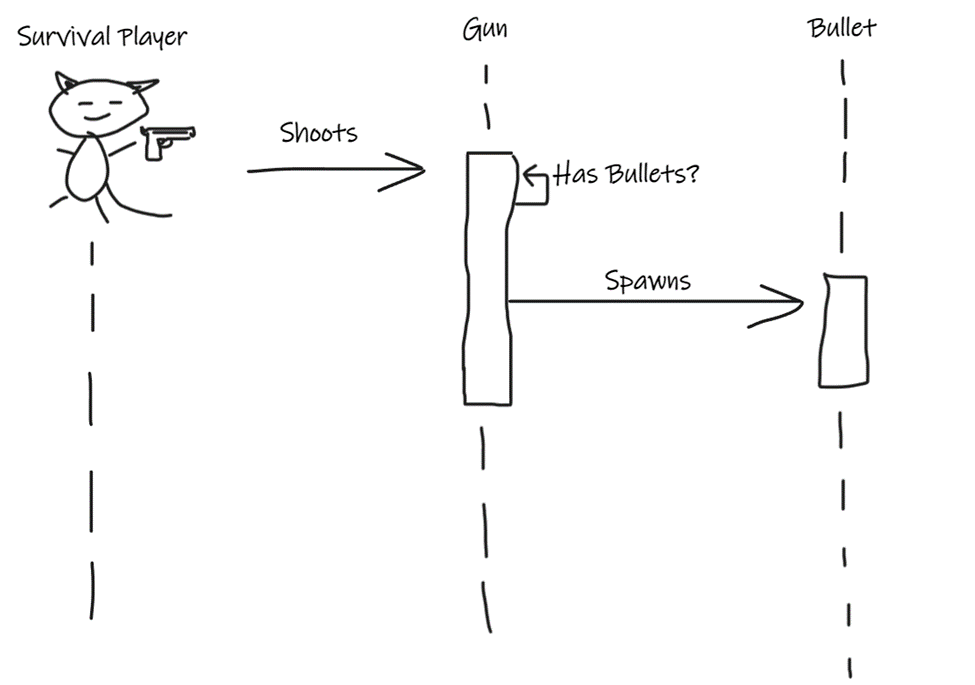 Survival Player
Gun
Bullet
Shoots
Has Bullets?
Spawns